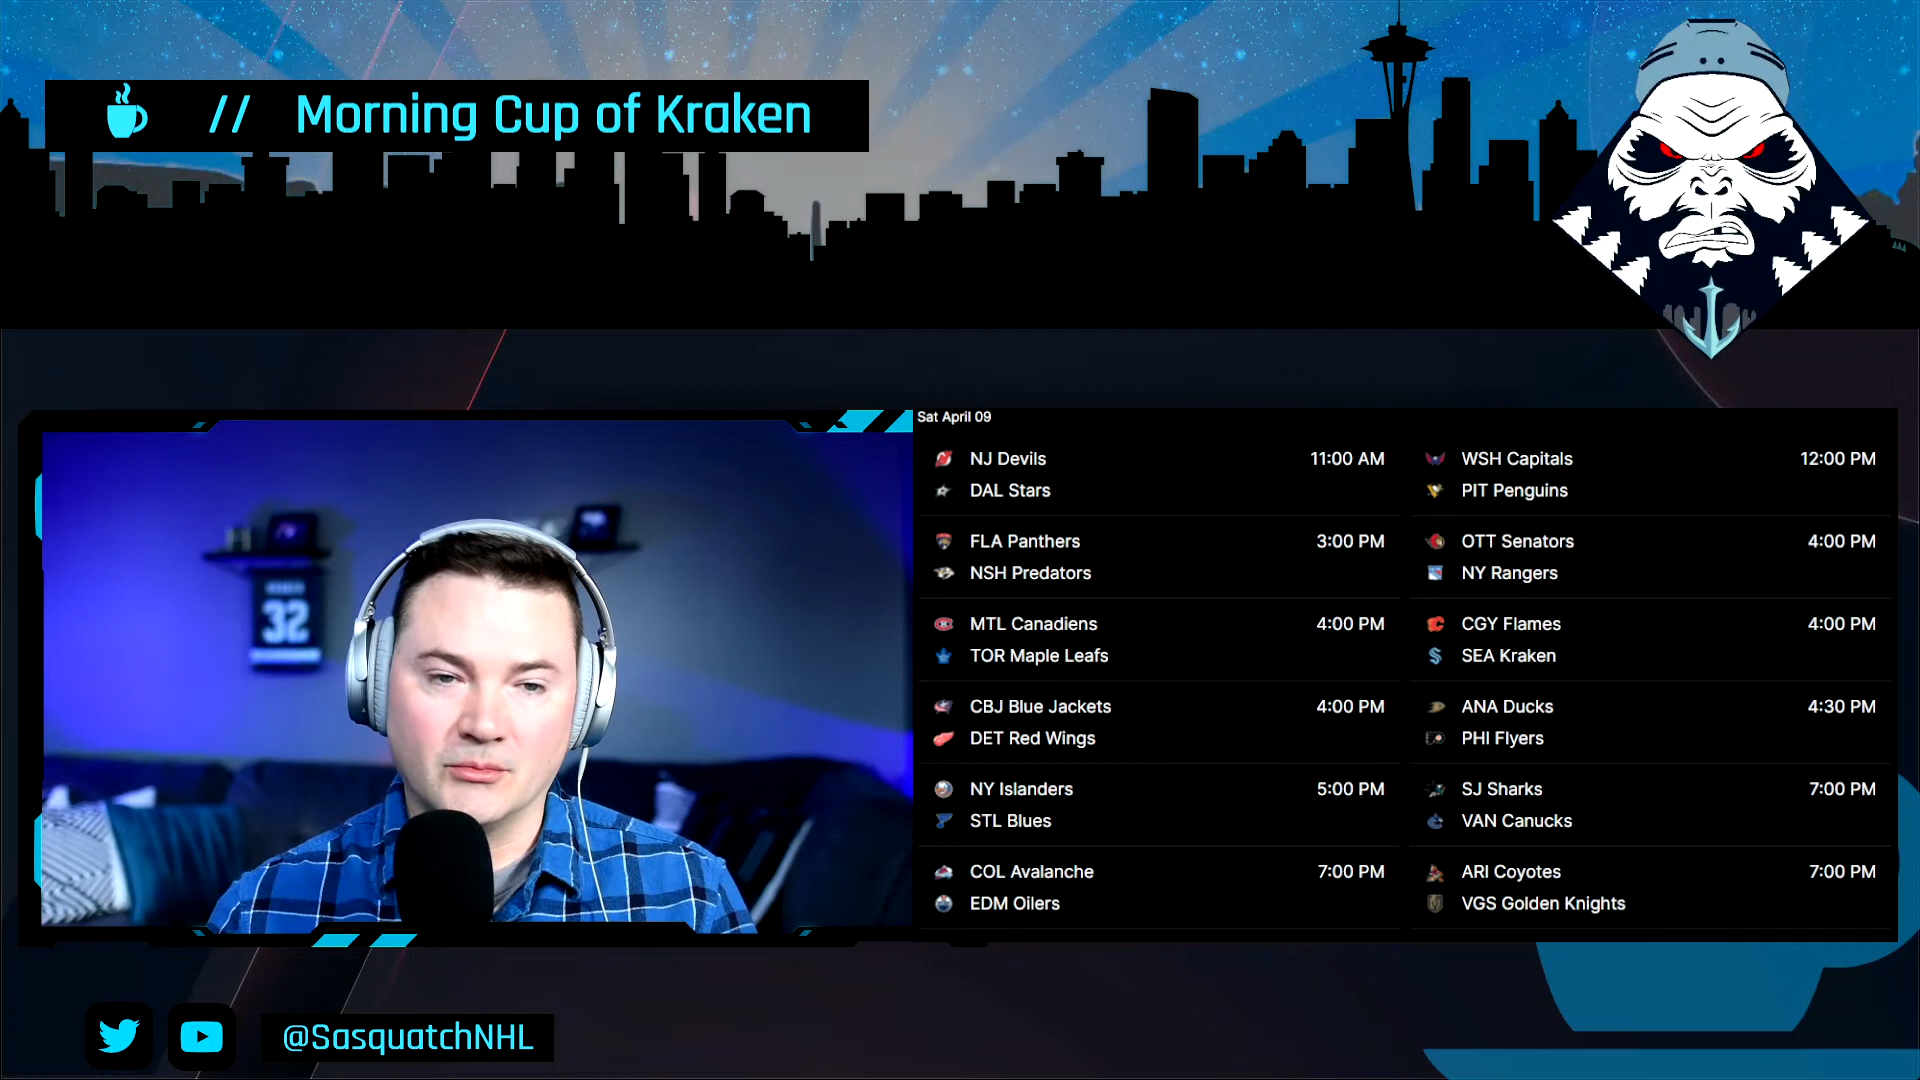 // Morning Cup of Kraken
Sat April 09
NJ Devils 11:00 AM
DAL Stars
WSH Capitals 12:00 PM
PIT Penguins
FLA Panthers 3:00 PM
NSH Predators
OTT Senators 4:00 PM
NY Rangers
MTL Canadiens 4:00 PM
TOR Maple Leafs
CGY Flames 4:00 PM
SEA Kraken
CBJ Blue Jackets 4:00 PM
DET Red Wings
ANA Ducks 4:30 PM
PHI Flyers
NY Islanders 5:00 PM
STL Blues
SJ Sharks 7:00 PM
VAN Canucks
COL Avalanche 7:00 PM
EDM Oilers
ARI Coyotes 7:00 PM
VGS Golden Knights
32
@SasquatchNHL